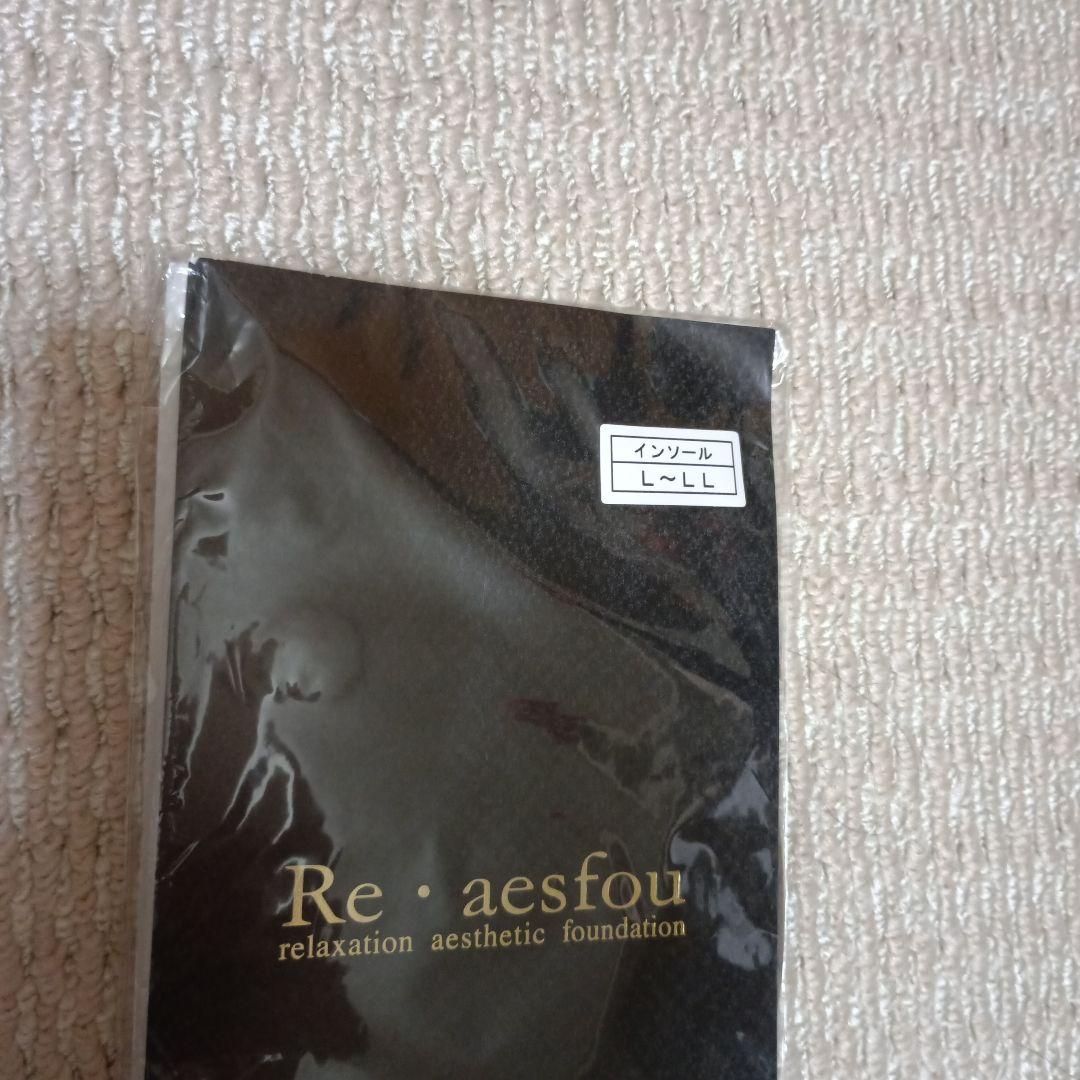 インソール
L～LL
Re・aesfou
relaxation aesthetic foundation